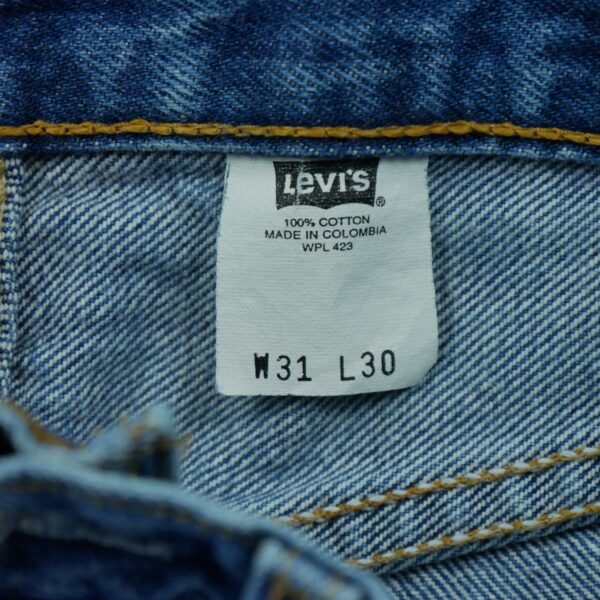 Levi's ®
100% COTTON
MADE IN COLOMBIA
WPL 423
W31 L30